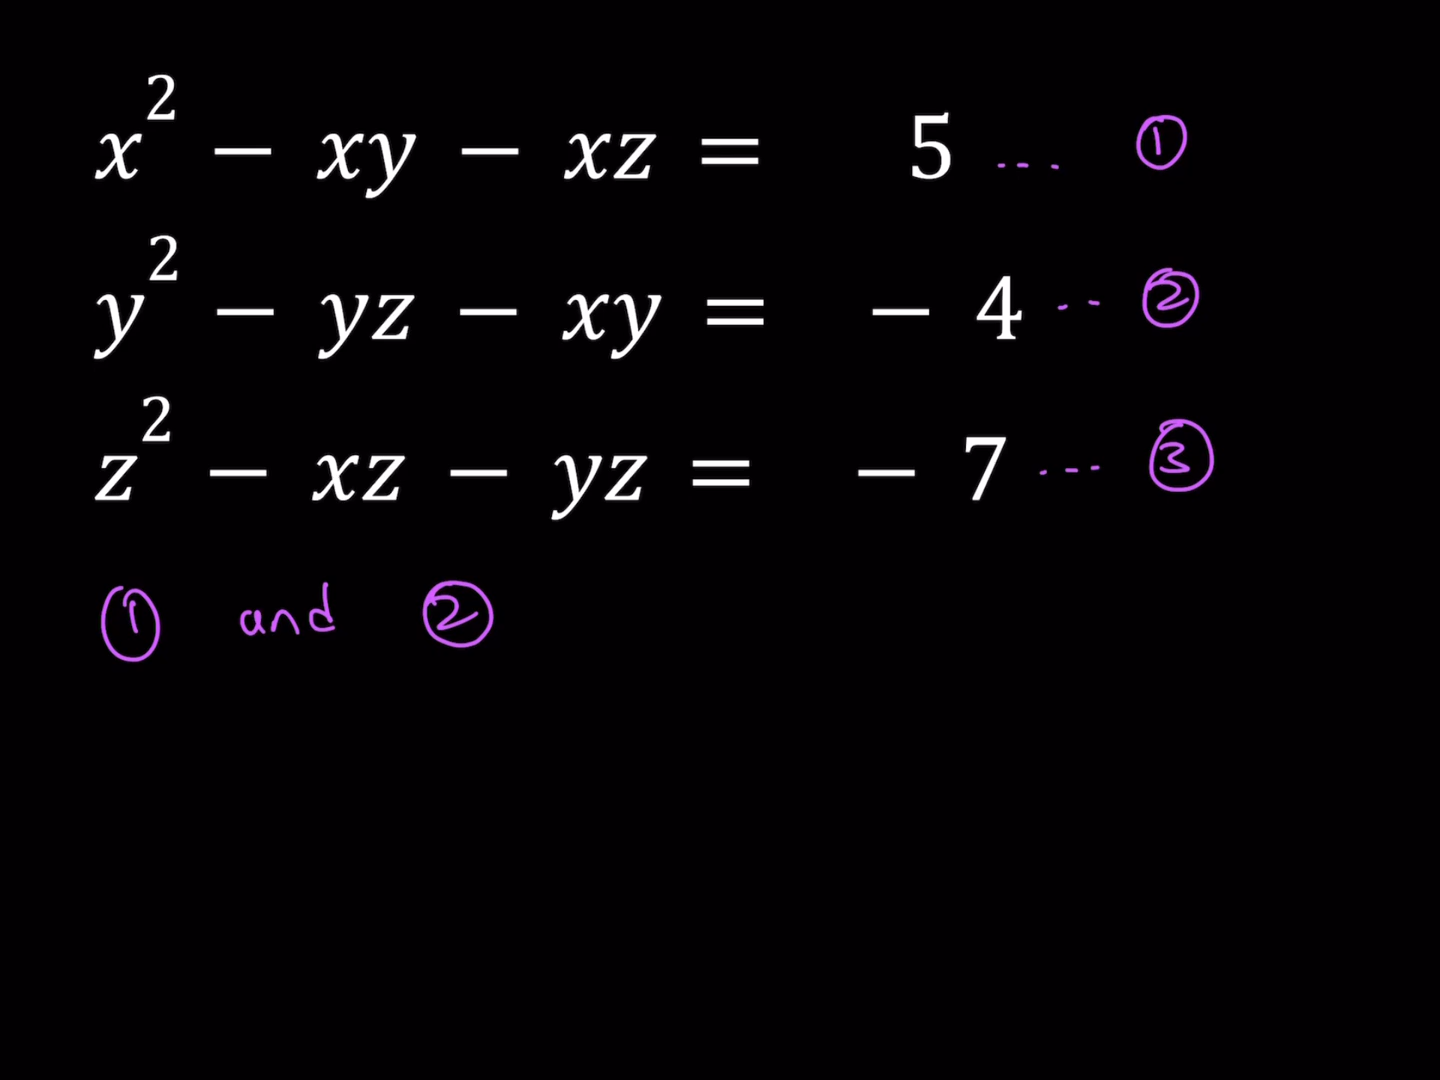 x² − xy − xz = 5 ... ①
y² − yz − xy = − 4 ... ②
z² − xz − yz = − 7 ... ③
① and ②